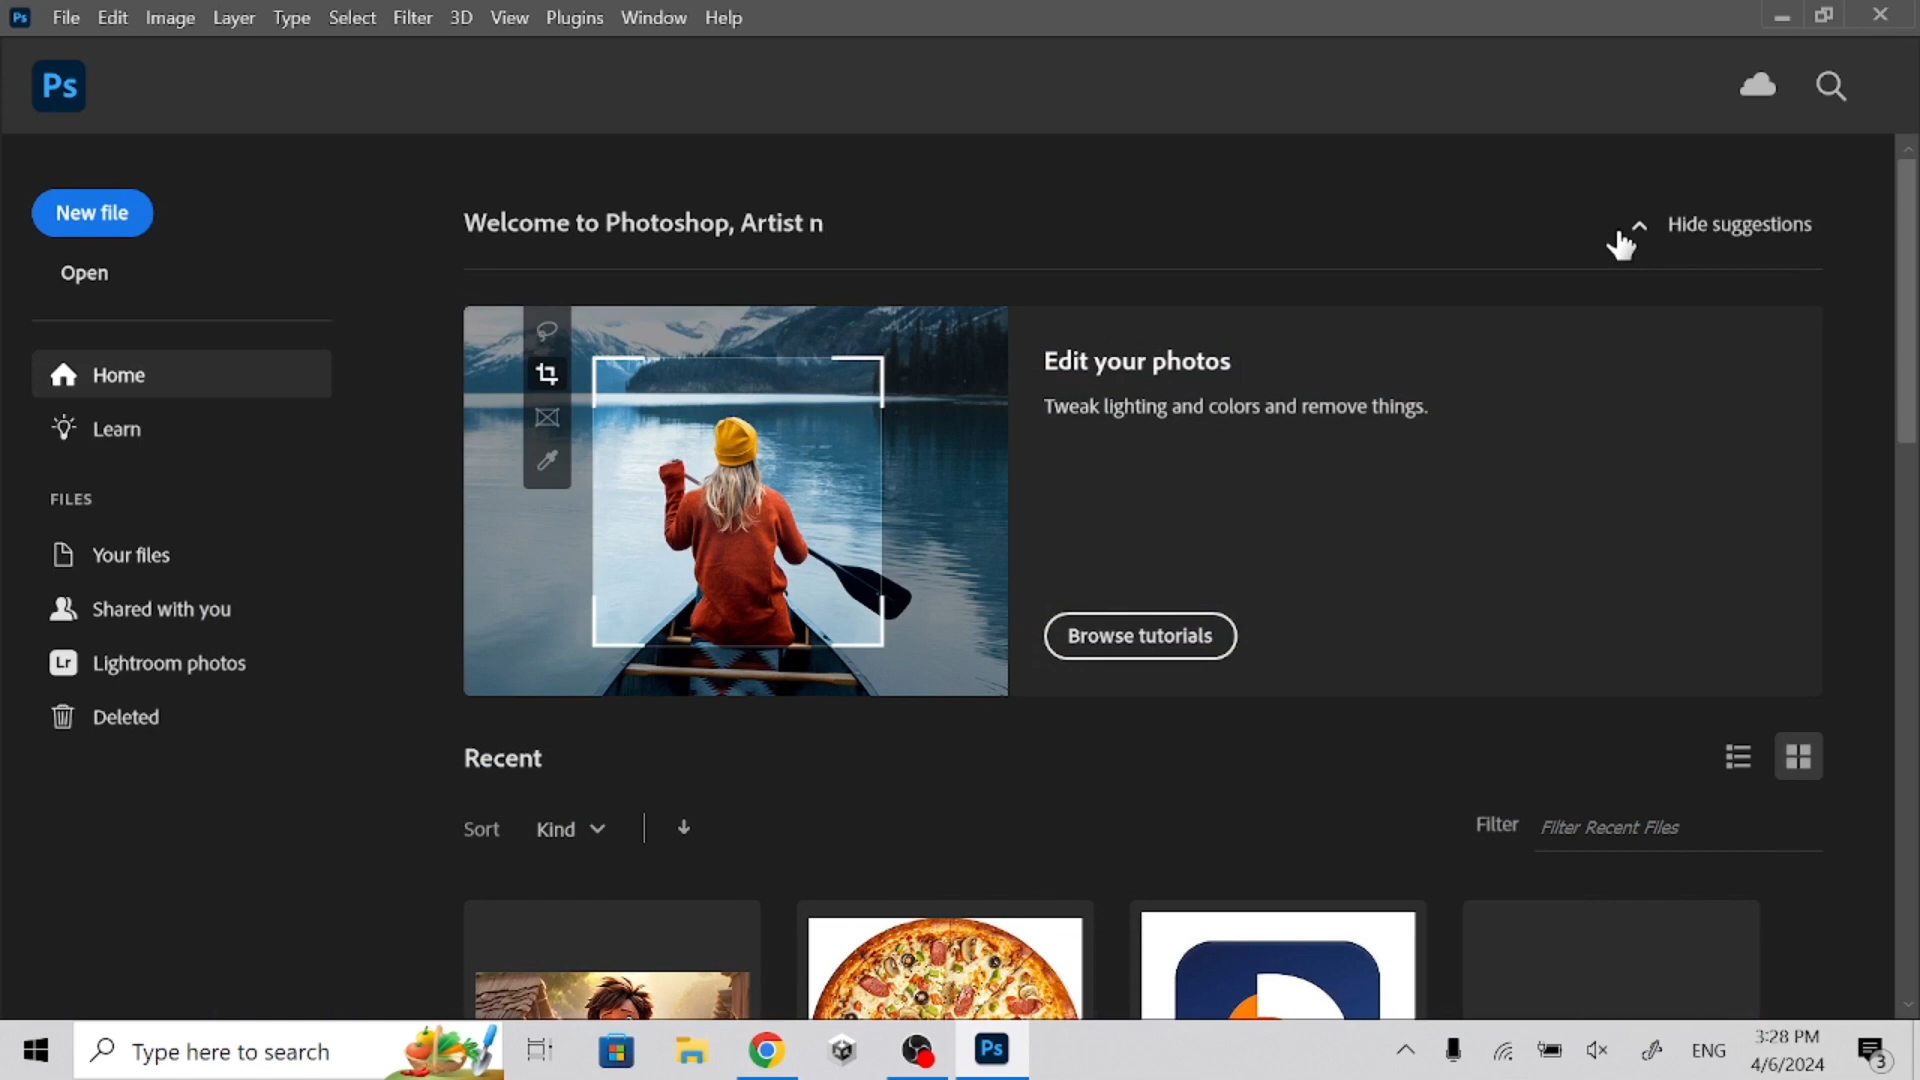 Ps File Edit Image Layer Type Select Filter 3D View Plugins Window Help
Ps
New file
Open
Home
Learn
FILES
Your files
Shared with you
Lr Lightroom photos
Deleted
Welcome to Photoshop, Artist n
Hide suggestions
Edit your photos
Tweak lighting and colors and remove things.
Browse tutorials
Recent
Sort Kind
Filter Filter Recent Files
Type here to search
Ps
ENG
3:28 PM
4/6/2024
3